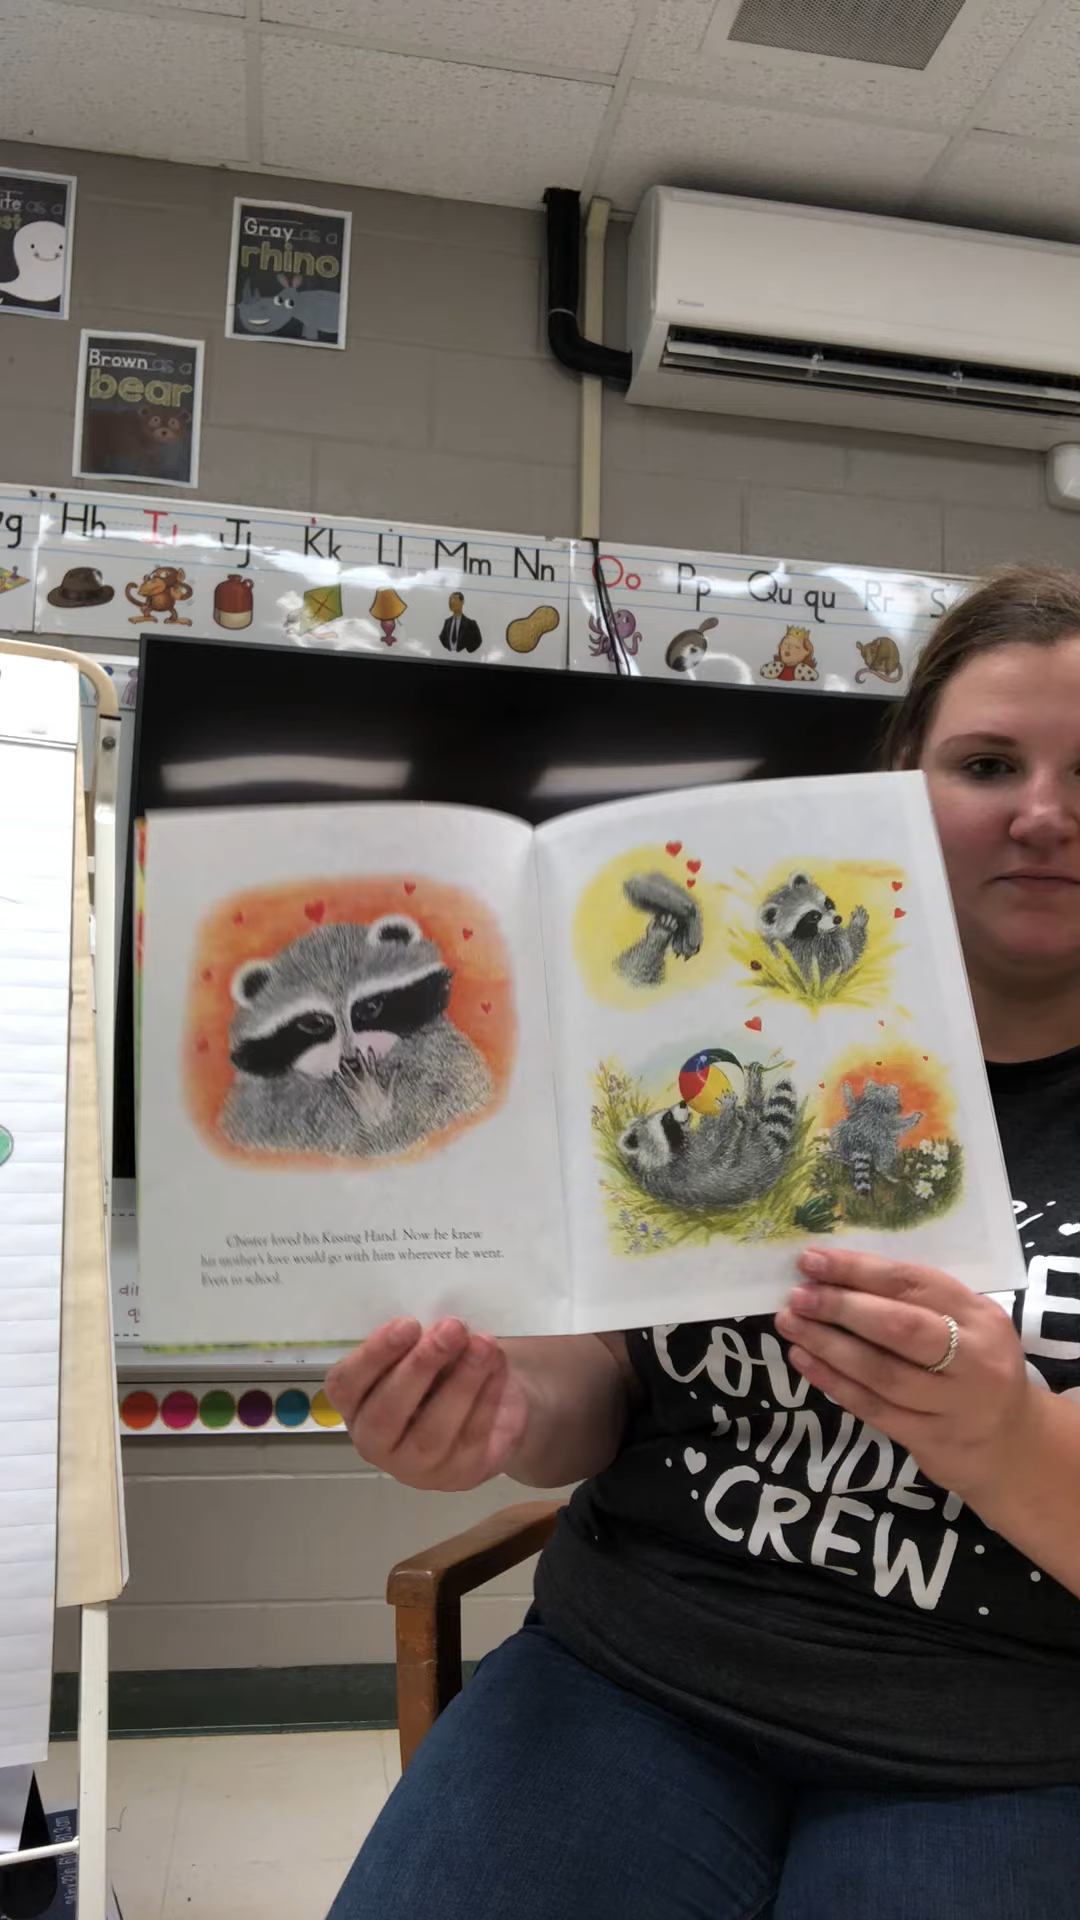 Gray as a
rhino
Brown as a
bear
Hh Ii Jj Kk Ll Mm Nn Oo Pp Qu qu Rr
Chester loved his Kissing Hand. Now he knew
his mother's love would go with him wherever he went.
Even to school.
CREW